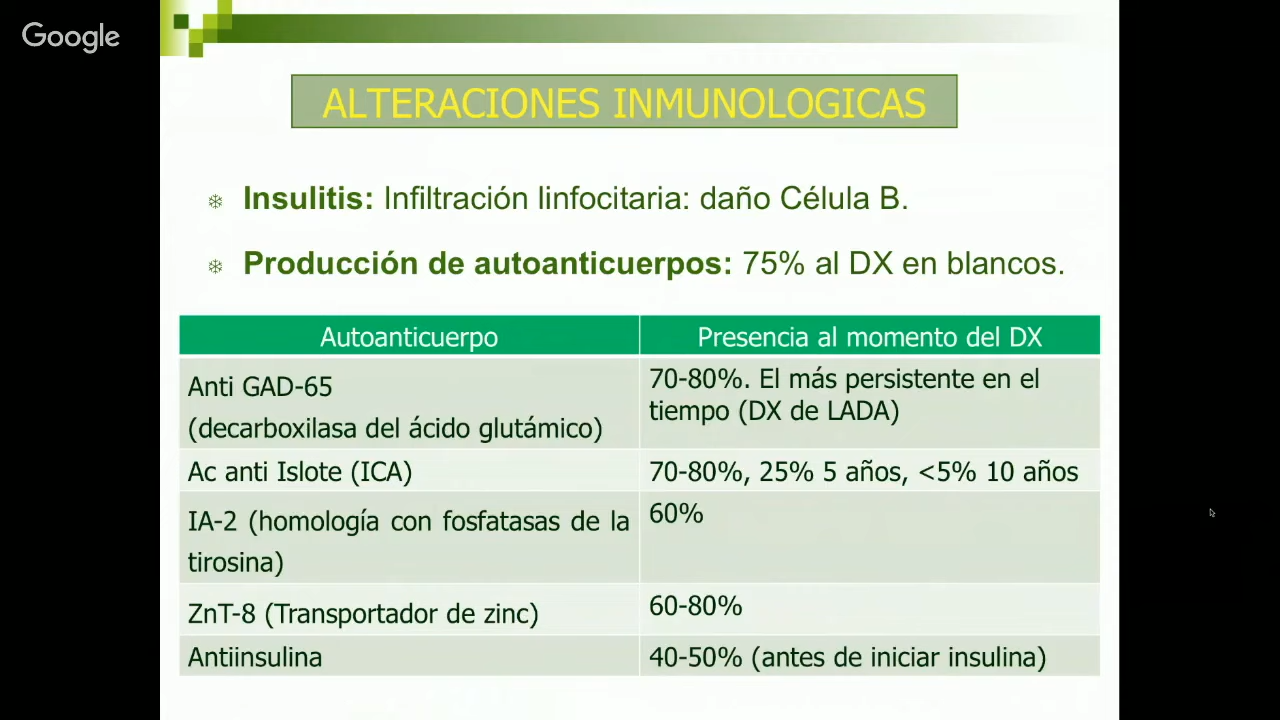 Google
ALTERACIONES INMUNOLOGICAS
Insulitis: Infiltración linfocitaria: daño Célula B.
Producción de autoanticuerpos: 75% al DX en blancos.
Autoanticuerpo
Presencia al momento del DX
Anti GAD-65
(decarboxilasa del ácido glutámico)
70-80%. El más persistente en el
tiempo (DX de LADA)
Ac anti Islote (ICA)
70-80%, 25% 5 años, <5% 10 años
IA-2 (homología con fosfatasas de la
tirosina)
60%
ZnT-8 (Transportador de zinc)
60-80%
Antiinsulina
40-50% (antes de iniciar insulina)